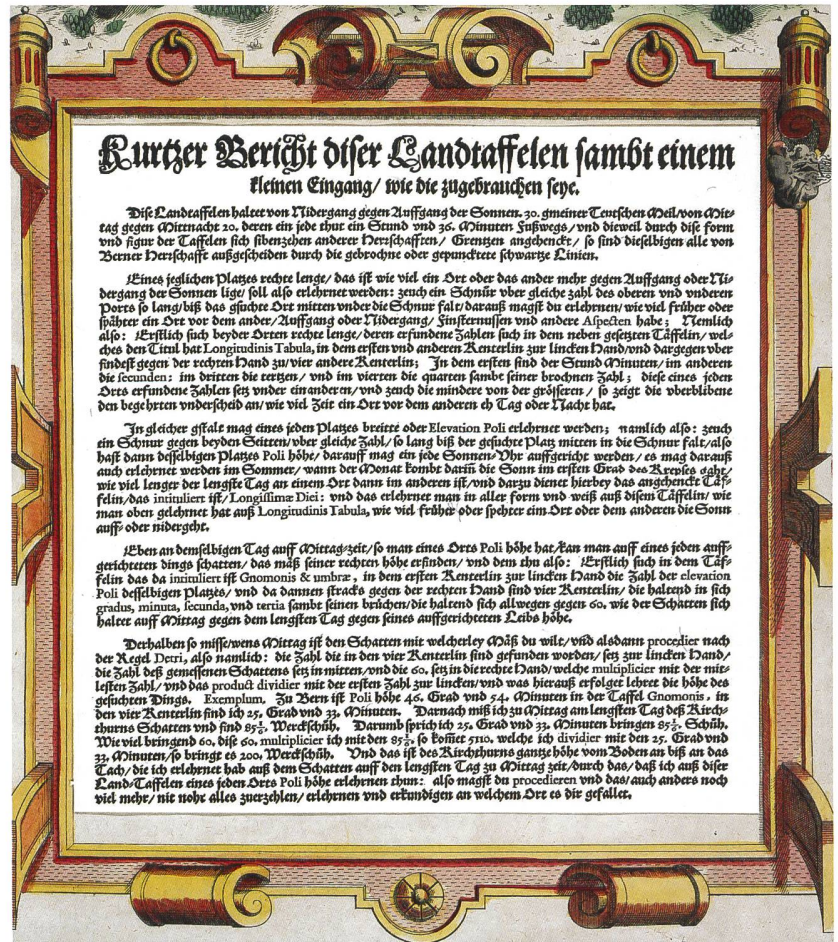 Kurtzer Bericht diser Landtaffelen sambt einem
kleinen Eingang/ wie die zugebrauchen seye.
Dise Landtaffelen haltet von Nidergang gegen Auffgang der Sonnen. 30. gmeiner Teutschen Meil/von Mit-
tag gegen Mittnacht 20. deren ein jede thut ein Stund vnd 36. Minuten Fußwegs/ vnd dieweil durch dise form
vnd figur der Taffelen sich sibenzehen anderer Herrschafften/ Grentzen angehenckt/ so sind dieselbigen alle von
Berner Herrschafft außgescheiden durch die gebrochne oder gepuncktete schwartze Linien.
Eines jeglichen Platzes rechte lenge/ das ist wie viel ein Ort oder das ander mehr gegen Auffgang oder Ni-
dergang der Sonnen lige/ soll also erlehrnet werden: zeuch ein Schnür vber gleiche zahl des oberen vnd vnderen
Ports so lang/ biß das gsuchte Ort mitten vnder die Schnur falt/ darauß magst du erlehrnen/ wie viel früher oder
spähter ein Ort vor dem ander/ Auffgang oder Nidergang/ Finsternussen vnd andere Aspecten habe; Nemlich
also: Erstlich such beyder Orten rechte lenge/ deren erfundene Zahlen such in dem neben gesetzten Täffelin/ wel-
ches den Titul hat Longitudinis Tabula, in dem ersten vnd anderen Renterlin zur lincken Hand/vnd dargegen vber
findest gegen der rechten Hand zu/ vier andere Renterlin; In dem ersten sind der Stund Minuten/ im anderen
die secunden: im dritten die tertzen/ vnd im vierten die quarten sambt seiner brochnen Zahl; diese eines jeden
Orts erfundene Zahlen setz vnder einanderen/ vnd zeuch die mindere von der grösseren/ so zeigt die vberblibene
den begehrten vnderscheid an/ wie viel Zeit ein Ort vor dem anderen eh Tag oder Nacht hat.
In gleicher gstalt mag eines jeden Platzes breitte oder Elevation Poli erlehrnet werden; namlich also: zeuch
ein Schnur gegen beyden Seitten/ vber gleiche Zahl/ so lang biß der gesuchte Platz mitten in die Schnur falt/ also
hast dann desselbigen Platzes Poli höhe/ darauff mag ein jede Sonnen-Vhr auffgericht werden/ es mag darauß
auch erlehrnet werden im Sommer/ wann der Monat kombt darin die Sonn im ersten Grad des Krepses gaht/
wie viel lenger der lengste Tag an einem Ort dann im anderen ist/ vnd darzu dienet hierbey das angehenckt Täf-
felin/ das intituliert ist/ Longissimæ Diei: vnd das erlehrnet man in aller form vnd weiß auß disem Täffelin/ wie
man oben gelehrnet hat auß Longitudinis Tabula, wie viel früher oder spehter ein Ort oder dem anderen die Sonn
auff- oder nidergeht.
Eben an demselbigen Tag auff Mittag-zeit/ so man eines Orts Poli höhe hat/ kan man auff eines jeden auff-
gerichteten dings schatten/ das mäß seiner rechten höhe erfinden/ vnd dem thu also: Erstlich such in dem Täf-
felin das da intituliert ist Gnomonis & umbræ, in dem ersten Renterlin zur lincken Hand die Zahl der elevation
Poli desselbigen Platzes/ vnd da dannen stracks gegen der rechten Hand sind vier Renterlin/ die haltend in sich
gradus, minuta, secunda, vnd tertia sambt seinen brüchen/ die haltend sich allwegen gegen 60. wie der Schatten sich
haltet auff Mittag gegen dem lengsten Tag gegen seines auffgerichteten Leibs höhe.
Derhalben so misse/wens Mittag ist den Schatten mit welcherley Mäß du wilt/ vnd alsdann procedier nach
der Regel Detri, also namlich: die Zahl die in den vier Renterlin sind gefunden worden/ setz zur lincken Hand/
die Zahl deß gemessenen Schattens setz in mitten/ vnd die 60. setz in die rechte Hand/ welche multiplicier mit der mit-
lesten Zahl/ vnd das product dividier mit der ersten Zahl zur lincken/ vnd was hierauß erfolget lehret die höhe des
gesuchten Dings. Exemplum. Zu Bern ist Poli höhe 46. Grad vnd 54. Minuten in der Taffel Gnomonis. in
den vier Renterlin find ich 25. Grad vnd 33. Minuten. Darnach miß ich zu Mittag am lengsten Tag deß Kirch-
thurns Schatten vnd find 85 1/6. Werckschüh. Darumb sprich ich 25. Grad vnd 33. Minuten bringen 85 1/6. Schüh.
Wie viel bringend 60. dise 60. multiplicier ich mit den 85 1/6. so komet 5110. welche ich dividier mit den 25. Grad vnd
33. Minuten/ so bringt es 200. Werckschüh. Vnd das ist des Kirchthurns gantze höhe vom Boden an biß an das
Tach/ die ich erlehrnet hab auß dem Schatten auff den lengsten Tag zu Mittag zeit/ durch das/ daß ich auß diser
Land-Taffelen eines jeden Orts Poli höhe erlehrnen thun: also magst du procedieren vnd das/ auch anders noch
viel mehr/ nit nohr alles zuerzehlen/ erlehrnen vnd erkundigen an welchem Ort es dir gefallet.